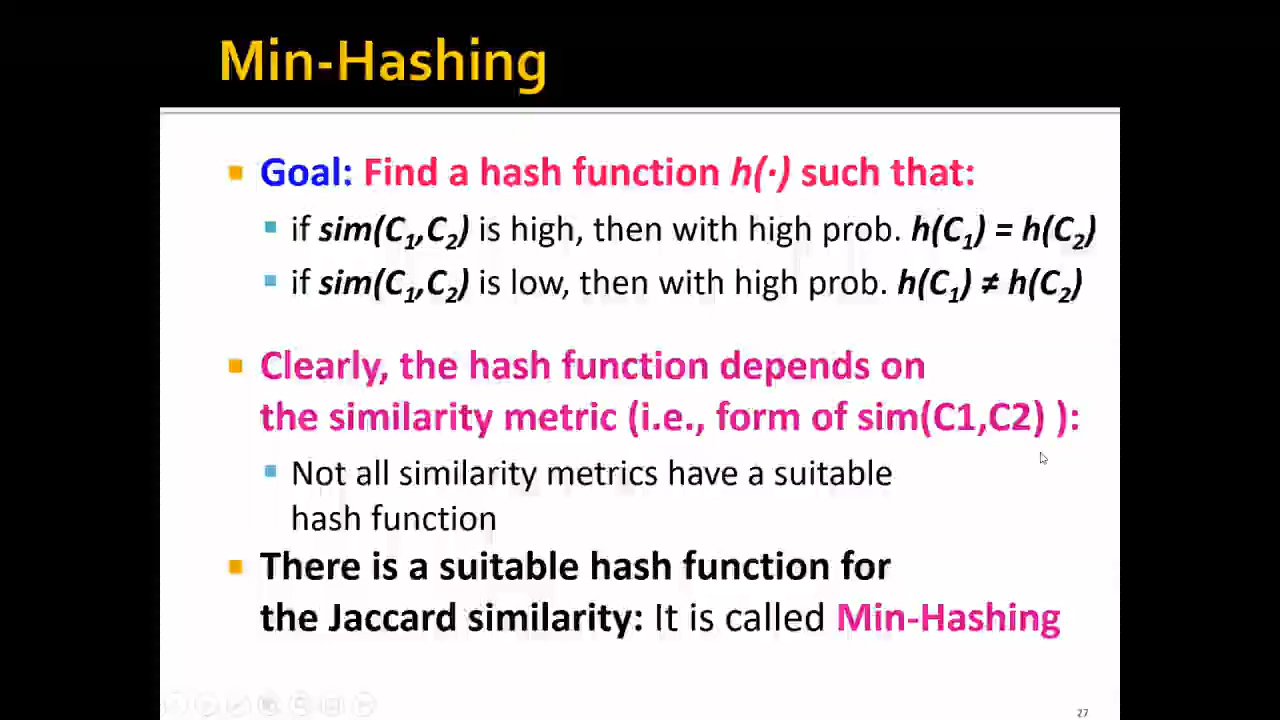 Min-Hashing
Goal: Find a hash function h(·) such that:
if sim(C₁,C₂) is high, then with high prob. h(C₁) = h(C₂)
if sim(C₁,C₂) is low, then with high prob. h(C₁) ≠ h(C₂)
Clearly, the hash function depends on
the similarity metric (i.e., form of sim(C1,C2) ):
Not all similarity metrics have a suitable
hash function
There is a suitable hash function for
the Jaccard similarity: It is called Min-Hashing
27